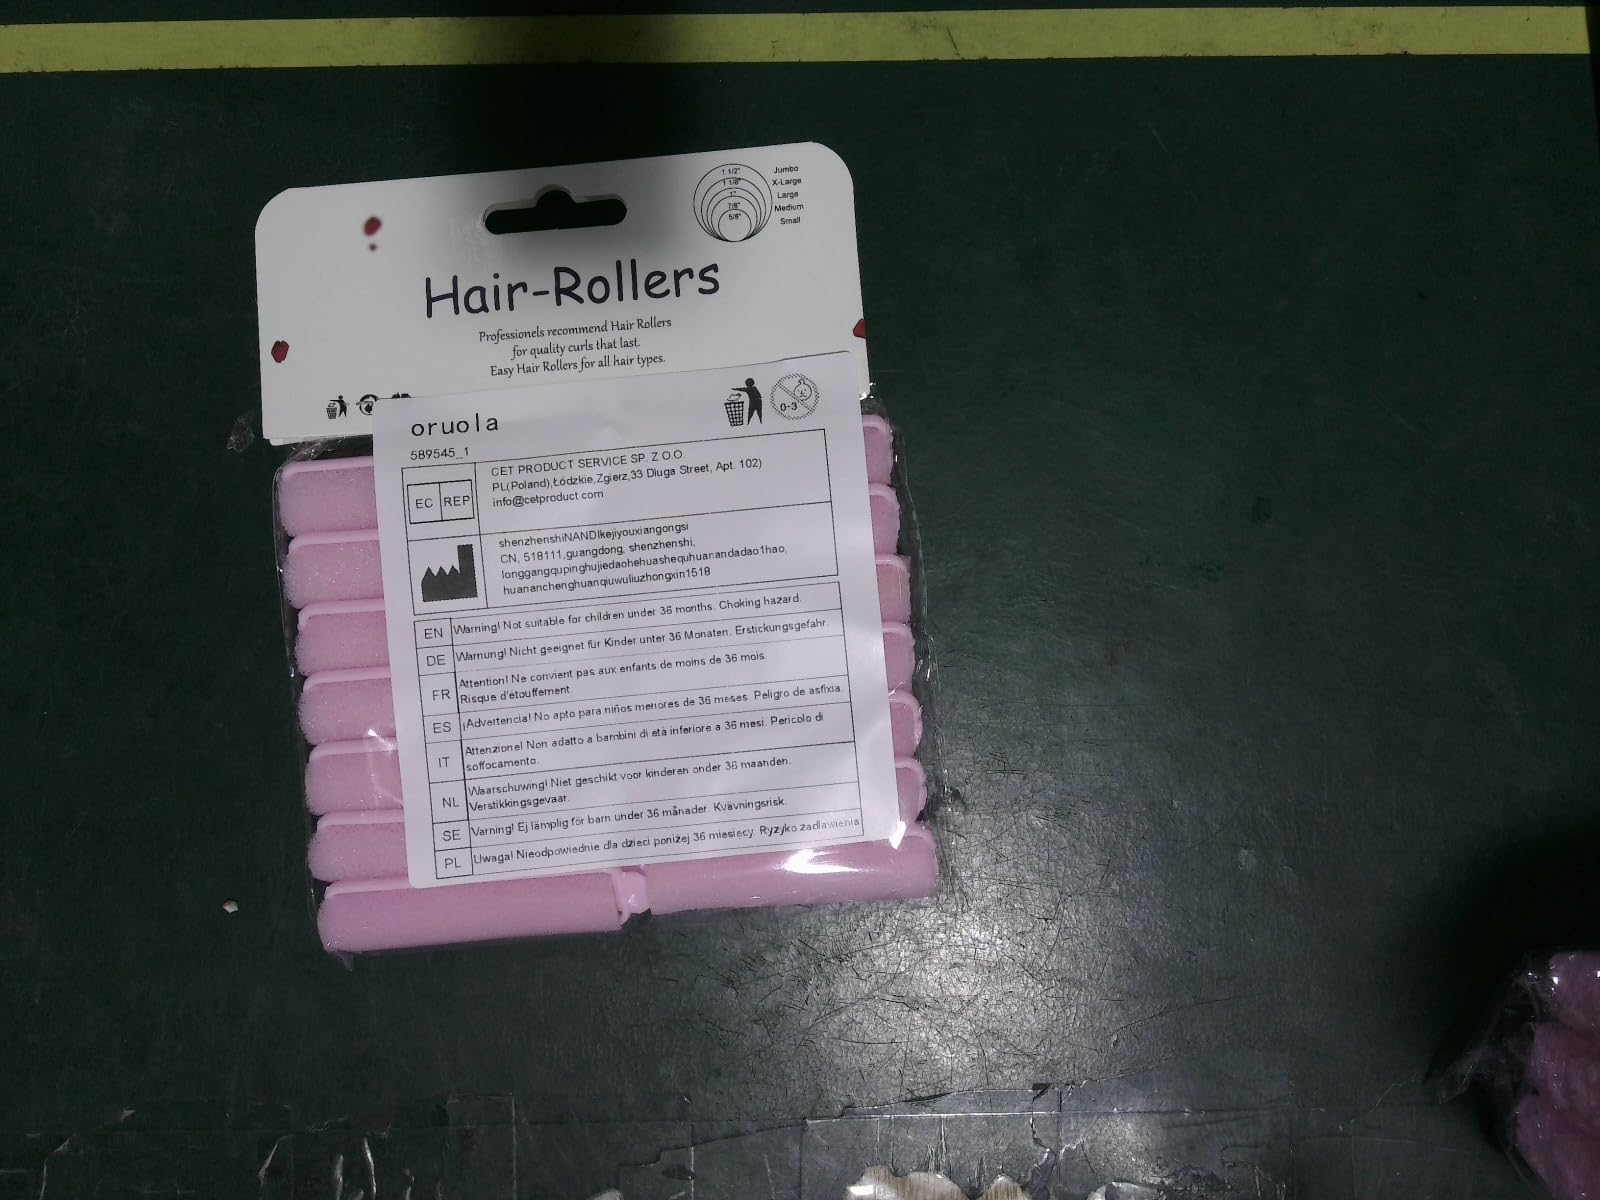 1 1/2" Jumbo
1 1/8" X-Large
1" Large
7/8" Medium
5/8" Small
Hair-Rollers
Professionels recommend Hair Rollers
for quality curls that last.
Easy Hair Rollers for all hair types.
oruola
0-3
589545_1
EC REP
CET PRODUCT SERVICE SP. Z O.O.
PL(Poland),Łódzkie,Zgierz,33 Dluga Street, Apt. 102)
info@cetproduct.com
shenzhenshiNANDIkejiyouxiangongsi
CN, 518111,guangdong, shenzhenshi,
longgangqupinghujiedaohehuashequhuanandadao1hao,
huananchenghuanqiuwuliuzhongxin1518
EN Warning! Not suitable for children under 36 months. Choking hazard.
DE Warnung! Nicht geeignet für Kinder unter 36 Monaten. Erstickungsgefahr.
FR Attention! Ne convient pas aux enfants de moins de 36 mois.
Risque d'étouffement.
ES ¡Advertencia! No apto para niños menores de 36 meses. Peligro de asfixia.
IT Attenzione! Non adatto a bambini di età inferiore a 36 mesi. Pericolo di
soffocamento.
NL Waarschuwing! Niet geschikt voor kinderen onder 36 maanden.
Verstikkingsgevaar.
SE Varning! Ej lämplig för barn under 36 månader. Kvävningsrisk.
PL Uwaga! Nieodpowiednie dla dzieci poniżej 36 miesięcy. Ryzyko zadławienia